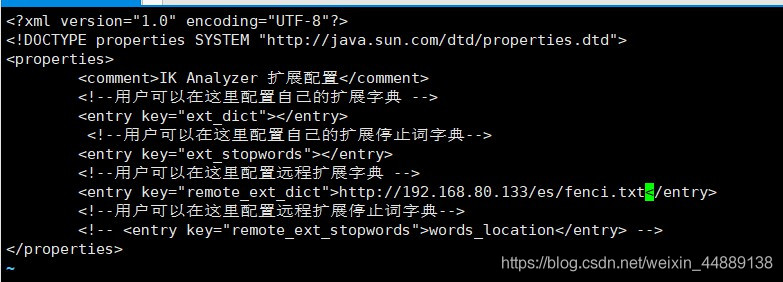 <?xml version="1.0" encoding="UTF-8"?>
<!DOCTYPE properties SYSTEM "http://java.sun.com/dtd/properties.dtd">
<properties>
        <comment>IK Analyzer 扩展配置</comment>
        <!--用户可以在这里配置自己的扩展字典 -->
        <entry key="ext_dict"></entry>
         <!--用户可以在这里配置自己的扩展停止词字典-->
        <entry key="ext_stopwords"></entry>
        <!--用户可以在这里配置远程扩展字典 -->
        <entry key="remote_ext_dict">http://192.168.80.133/es/fenci.txt</entry>
        <!--用户可以在这里配置远程扩展停止词字典-->
        <!-- <entry key="remote_ext_stopwords">words_location</entry> -->
</properties>
~
https://blog.csdn.net/weixin_44889138